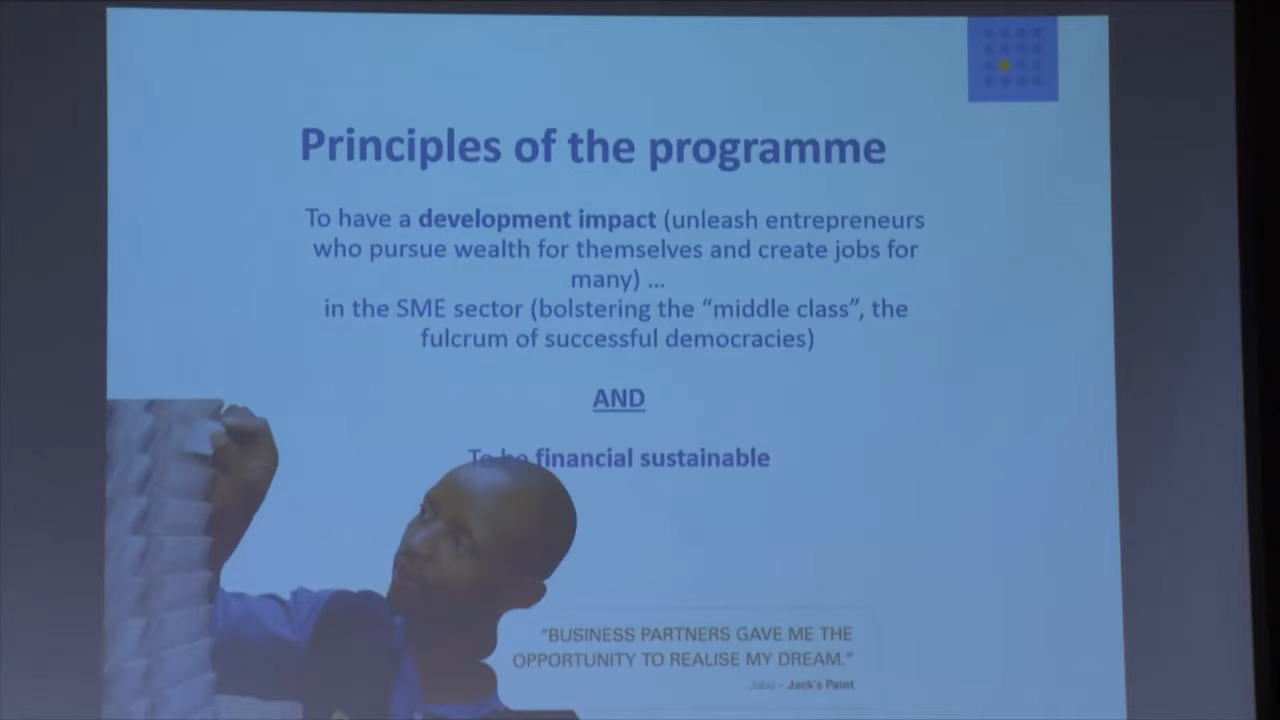 Principles of the programme
To have a development impact (unleash entrepreneurs
who pursue wealth for themselves and create jobs for
many) ...
in the SME sector (bolstering the “middle class”, the
fulcrum of successful democracies)
AND
To be financial sustainable
“BUSINESS PARTNERS GAVE ME THE
OPPORTUNITY TO REALISE MY DREAM.”
– Jack's Paint